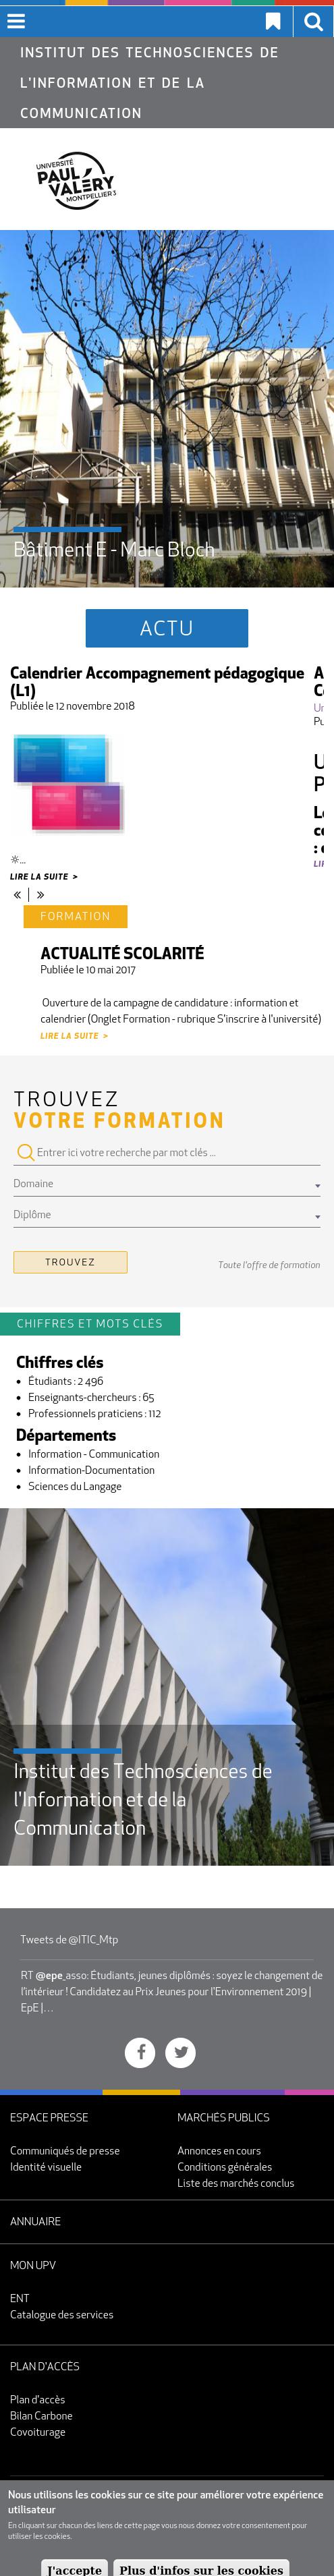 INSTITUT DES TECHNOSCIENCES DE
L'INFORMATION ET DE LA
COMMUNICATION
UNIVERSITÉ
PAUL
VALÉRY
MONTPELLIER3
Bâtiment E - Marc Bloch
ACTU
Calendrier Accompagnement pédagogique
(L1)
Publiée le 12 novembre 2018
☼...
LIRE LA SUITE >
« | »
FORMATION
ACTUALITÉ SCOLARITÉ
Publiée le 10 mai 2017
Ouverture de la campagne de candidature : information et
calendrier (Onglet Formation - rubrique S'inscrire à l'université)
LIRE LA SUITE >
TROUVEZ
VOTRE FORMATION
Entrer ici votre recherche par mot clés ...
Domaine
Diplôme
TROUVEZ
Toute l'offre de formation
CHIFFRES ET MOTS CLÉS
Chiffres clés
• Étudiants : 2 496
• Enseignants-chercheurs : 65
• Professionnels praticiens : 112
Départements
• Information - Communication
• Information-Documentation
• Sciences du Langage
Institut des Technosciences de
l'Information et de la
Communication
Tweets de @ITIC_Mtp
RT @epe_asso: Étudiants, jeunes diplômés : soyez le changement de
l'intérieur ! Candidatez au Prix Jeunes pour l'Environnement 2019 |
EpE |…
ESPACE PRESSE
Communiqués de presse
Identité visuelle
MARCHÉS PUBLICS
Annonces en cours
Conditions générales
Liste des marchés conclus
ANNUAIRE
MON UPV
ENT
Catalogue des services
PLAN D'ACCÈS
Plan d'accès
Bilan Carbone
Covoiturage
Nous utilisons les cookies sur ce site pour améliorer votre expérience
utilisateur
En cliquant sur chacun des liens de cette page vous nous donnez votre consentement pour
utiliser les cookies.
J'accepte
Plus d'infos sur les cookies